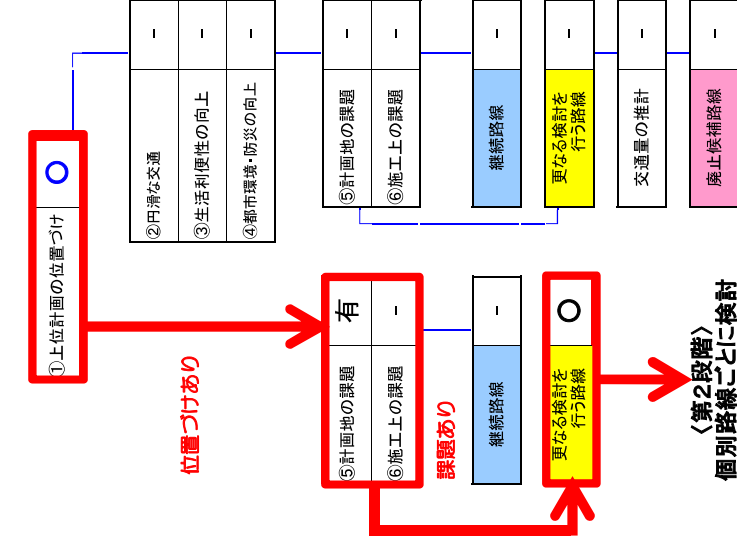 ①上位計画の位置づけ ○
位置づけあり
⑤計画地の課題 有
⑥施工上の課題 -
課題あり
継続路線 -
更なる検討を
行う路線 ○
〈第２段階〉
個別路線ごとに検討
②円滑な交通 -
③生活利便性の向上 -
④都市環境・防災の向上 -
⑤計画地の課題 -
⑥施工上の課題 -
継続路線 -
更なる検討を
行う路線 -
交通量の推計 -
廃止候補路線 -